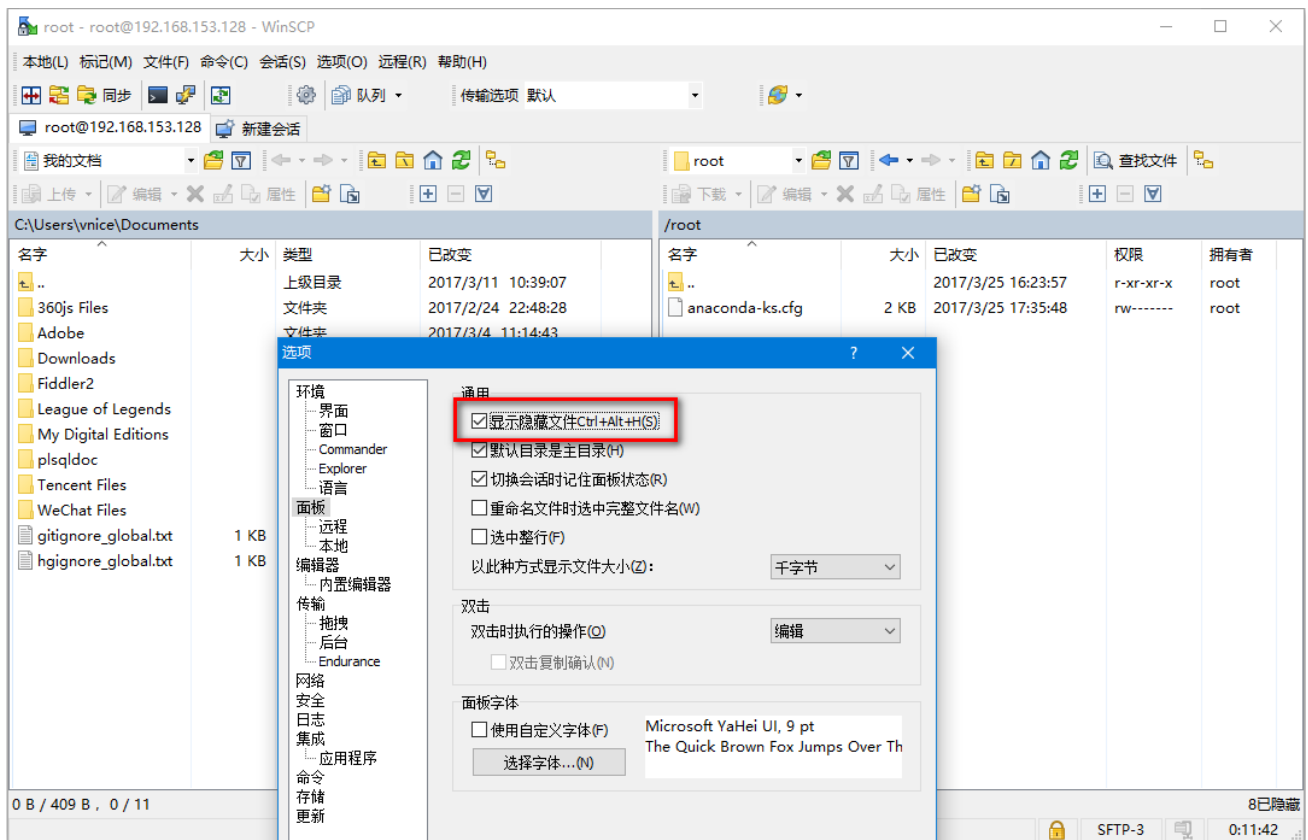 root - root@192.168.153.128 - WinSCP
本地(L) 标记(M) 文件(F) 命令(C) 会话(S) 选项(O) 远程(R) 帮助(H)
同步 队列 传输选项 默认
root@192.168.153.128 新建会话
我的文档 root 查找文件
上传 编辑 属性 下载 编辑 属性
C:\Users\vnice\Documents /root
名字 大小 类型 已改变 名字 大小 已改变 权限 拥有者
.. 上级目录 2017/3/11 10:39:07 .. 2017/3/25 16:23:57 r-xr-xr-x root
360js Files 文件夹 2017/2/24 22:48:28 anaconda-ks.cfg 2 KB 2017/3/25 17:35:48 rw------- root
Adobe 文件夹 2017/3/4 11:14:43
Downloads
Fiddler2
League of Legends
My Digital Editions
plsqldoc
Tencent Files
WeChat Files
gitignore_global.txt 1 KB
hgignore_global.txt 1 KB
选项 ?
环境
界面
窗口
Commander
Explorer
语言
面板
远程
本地
编辑器
内置编辑器
传输
拖拽
后台
Endurance
网络
安全
日志
集成
应用程序
命令
存储
更新
通用
显示隐藏文件Ctrl+Alt+H(S)
默认目录是主目录(H)
切换会话时记住面板状态(R)
重命名文件时选中完整文件名(W)
选中整行(F)
以此种方式显示文件大小(Z): 千字节
双击
双击时执行的操作(O) 编辑
双击复制确认(N)
面板字体
使用自定义字体(F) Microsoft YaHei UI, 9 pt
选择字体...(N) The Quick Brown Fox Jumps Over Th
0 B / 409 B, 0 / 11 8已隐藏
SFTP-3 0:11:42